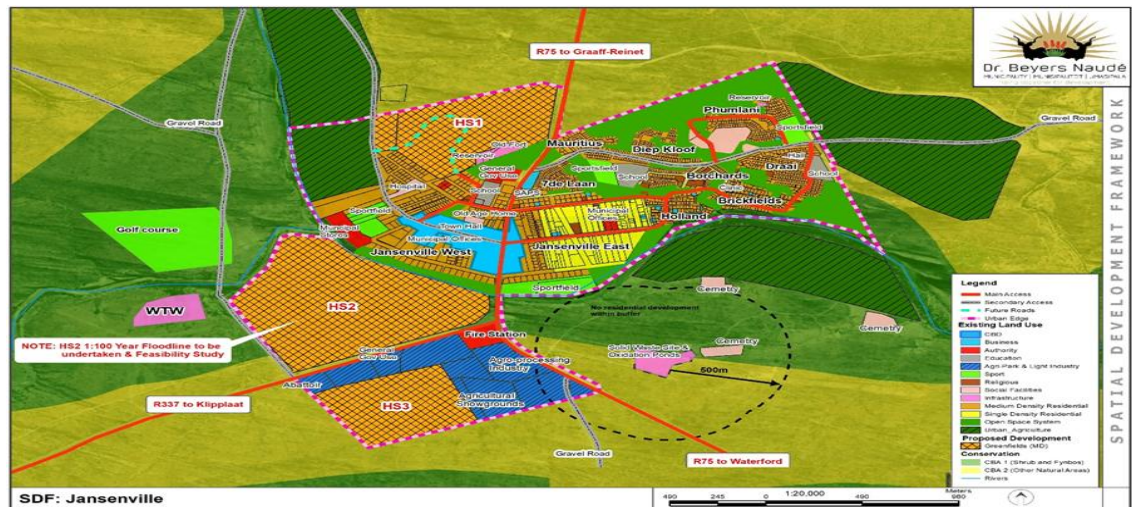 R75 to Graaff-Reinet
Dr. Beyers Naudé
Gravel Road
HS1
Phumlani
Reservoir
Gravel Road
Mauritius
Old Fort
Diep Kloof
Sportsfield
Reservoir
Hall
General
Gov Uses
Sportsfield
School
Borchards
Draai
School
Hospital
School
SAPS
7de Laan
Clinic
Brickfields
Sportfield
Old Age Home
Municipal
Offices
Holland
Golf course
Municipal
Stores
Town Hall
Municipal Offices
Jansenville West
Jansenville East
Sportfield
Cemetry
WTW
HS2
No residential development
within buffer
Cemetry
Fire Station
NOTE: HS2 1:100 Year Floodline to be
undertaken & Feasibility Study
General
Gov Uses
Agro-processing
Industry
Solid Waste Site &
Oxidation Ponds
Cemetry
500m
Abattoir
R337 to Klipplaat
HS3
Agricultural
Showgrounds
Gravel Road
R75 to Waterford
Legend
Main Access
Secondary Access
Future Roads
Urban Edge
Existing Land Use
CBD
Business
Authority
Education
Agri-Park & Light Industry
Sport
Religious
Social Facilities
Infrastructure
Medium Density Residential
Single Density Residential
Open Space System
Urban_Agriculture
Proposed Development
Greenfields (MD)
Conservation
CBA 1 (Shrub and Fynbos)
CBA 2 (Other Natural Areas)
Rivers
SPATIAL DEVELOPMENT FRAMEWORK
SDF: Jansenville
1:20,000
Meters
490 245 0 490 980